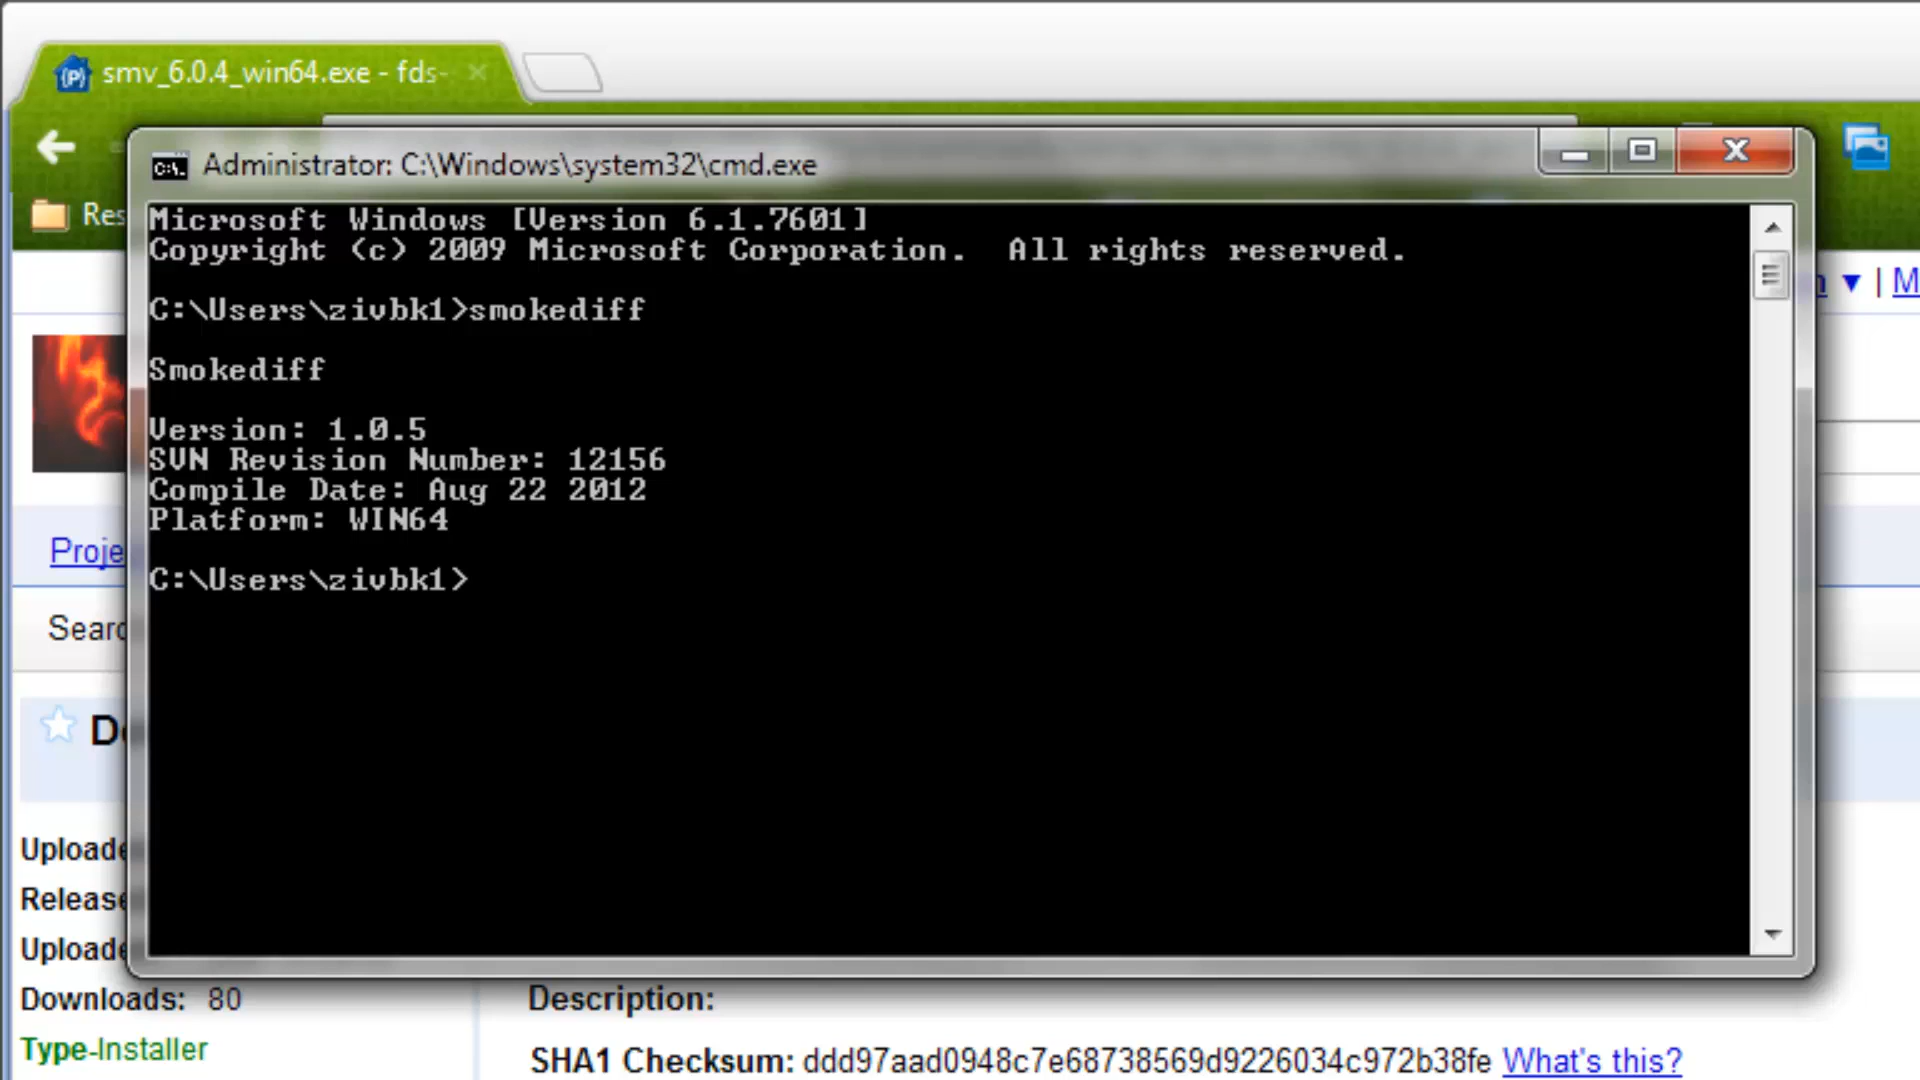 smv_6.0.4_win64.exe - fds-
Administrator: C:\Windows\system32\cmd.exe
Microsoft Windows [Version 6.1.7601]
Copyright (c) 2009 Microsoft Corporation.  All rights reserved.
C:\Users\zivbk1>smokediff
Smokediff
Version: 1.0.5
SVN Revision Number: 12156
Compile Date: Aug 22 2012
Platform: WIN64
C:\Users\zivbk1>
Downloads: 80
Description:
Type-Installer
SHA1 Checksum: ddd97aad0948c7e68738569d9226034c972b38fe What's this?